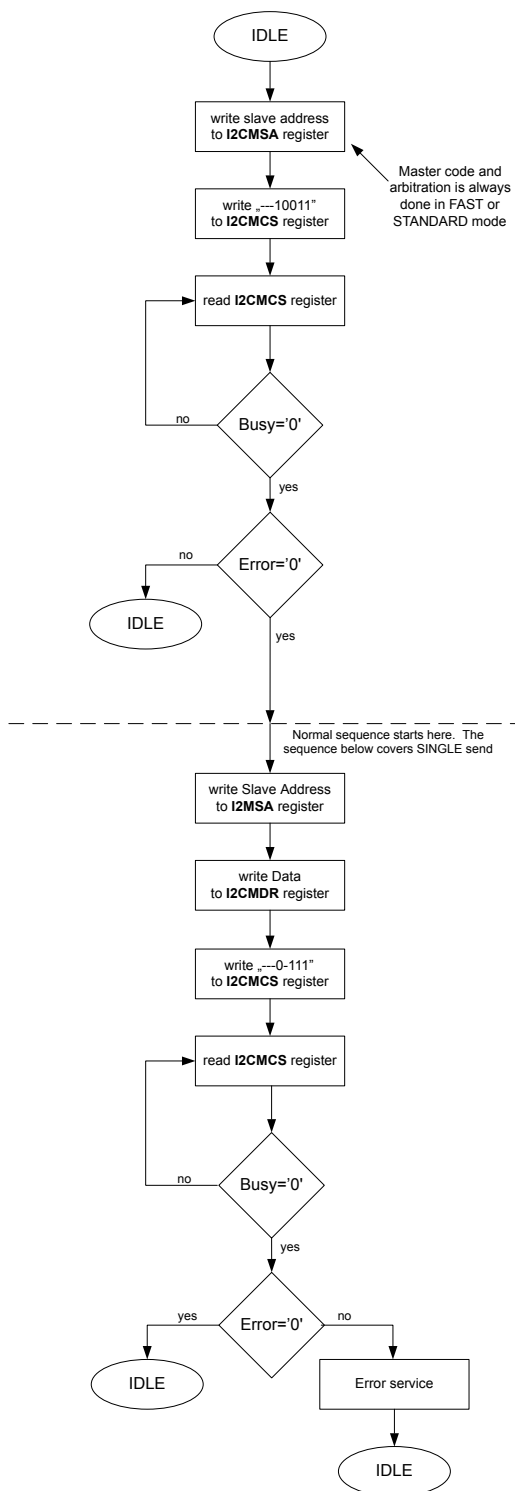 IDLE
write slave address
to I2CMSA register
Master code and
arbitration is always
done in FAST or
STANDARD mode
write „---10011”
to I2CMCS register
read I2CMCS register
Busy='0'
no
yes
Error='0'
no
IDLE
yes
Normal sequence starts here. The
sequence below covers SINGLE send
write Slave Address
to I2MSA register
write Data
to I2CMDR register
write „---0-111”
to I2CMCS register
read I2CMCS register
Busy='0'
no
yes
Error='0'
yes
no
IDLE
Error service
IDLE